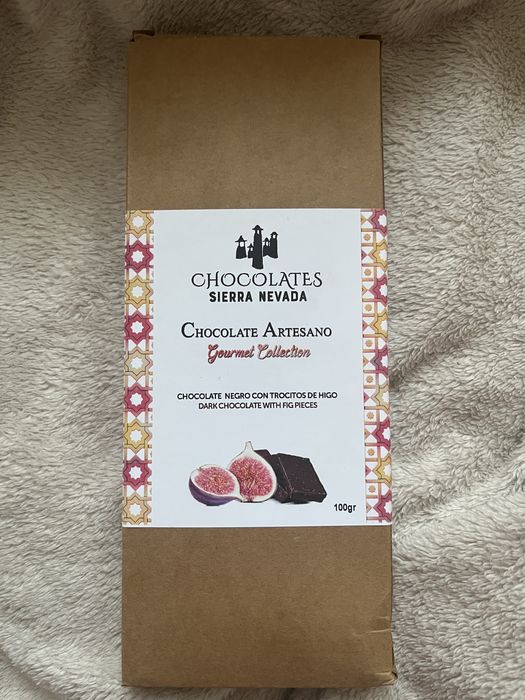 CHOCOLATES
SIERRA NEVADA
CHOCOLATE ARTESANO
Gourmet Collection
CHOCOLATE NEGRO CON TROCITOS DE HIGO
DARK CHOCOLATE WITH FIG PIECES
100gr